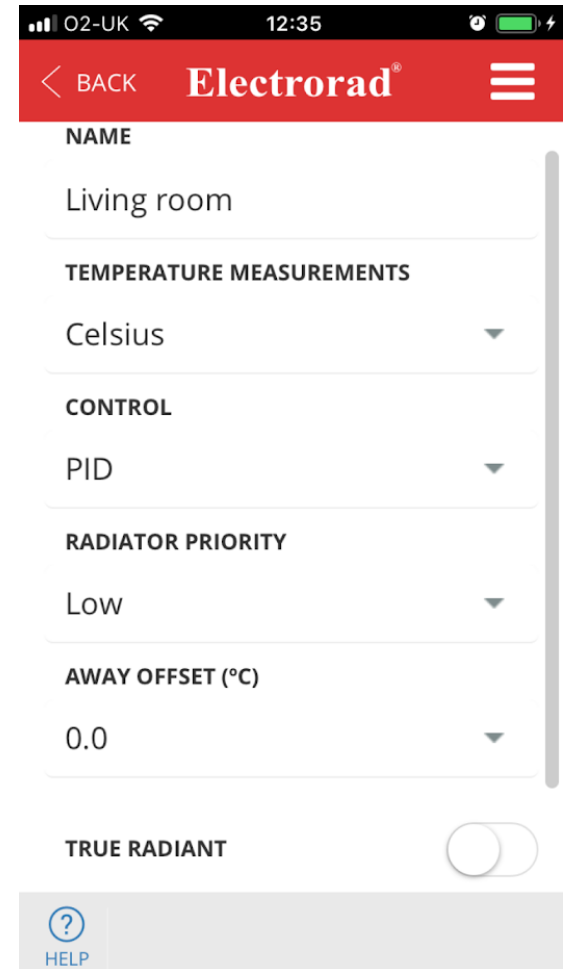 O2-UK 12:35
BACK Electrorad®
NAME
Living room
TEMPERATURE MEASUREMENTS
Celsius
CONTROL
PID
RADIATOR PRIORITY
Low
AWAY OFFSET (ºC)
0.0
TRUE RADIANT
?
HELP